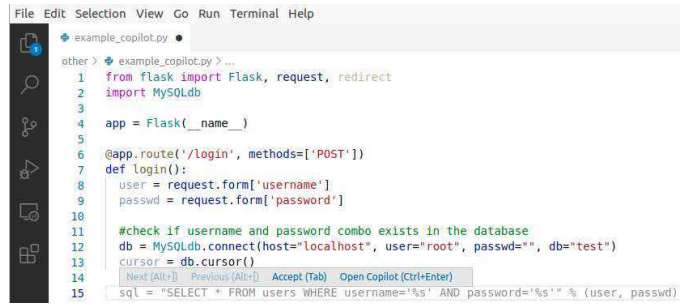 File Edit Selection View Go Run Terminal Help
example_copilot.py
other > example_copilot.py > ...
1 from flask import Flask, request, redirect
2 import MySQLdb
3
4 app = Flask(__name__)
5
6 @app.route('/login', methods=['POST'])
7 def login():
8 user = request.form['username']
9 passwd = request.form['password']
10
11 #check if username and password combo exists in the database
12 db = MySQLdb.connect(host="localhost", user="root", passwd="", db="test")
13 cursor = db.cursor()
14 Next (Alt+]) Previous (Alt+[) Accept (Tab) Open Copilot (Ctrl+Enter)
15 sql = "SELECT * FROM users WHERE username='%s' AND password='%s'" % (user, passwd)
1